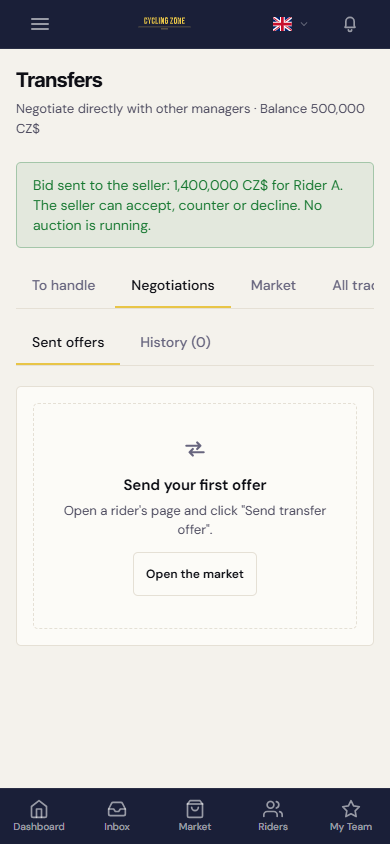 CYCLING ZONE
Transfers
Negotiate directly with other managers · Balance 500,000
CZ$
Bid sent to the seller: 1,400,000 CZ$ for Rider A.
The seller can accept, counter or decline. No
auction is running.
To handle Negotiations Market All trad
Sent offers History (0)
Send your first offer
Open a rider's page and click "Send transfer
offer".
Open the market
Dashboard Inbox Market Riders My Team